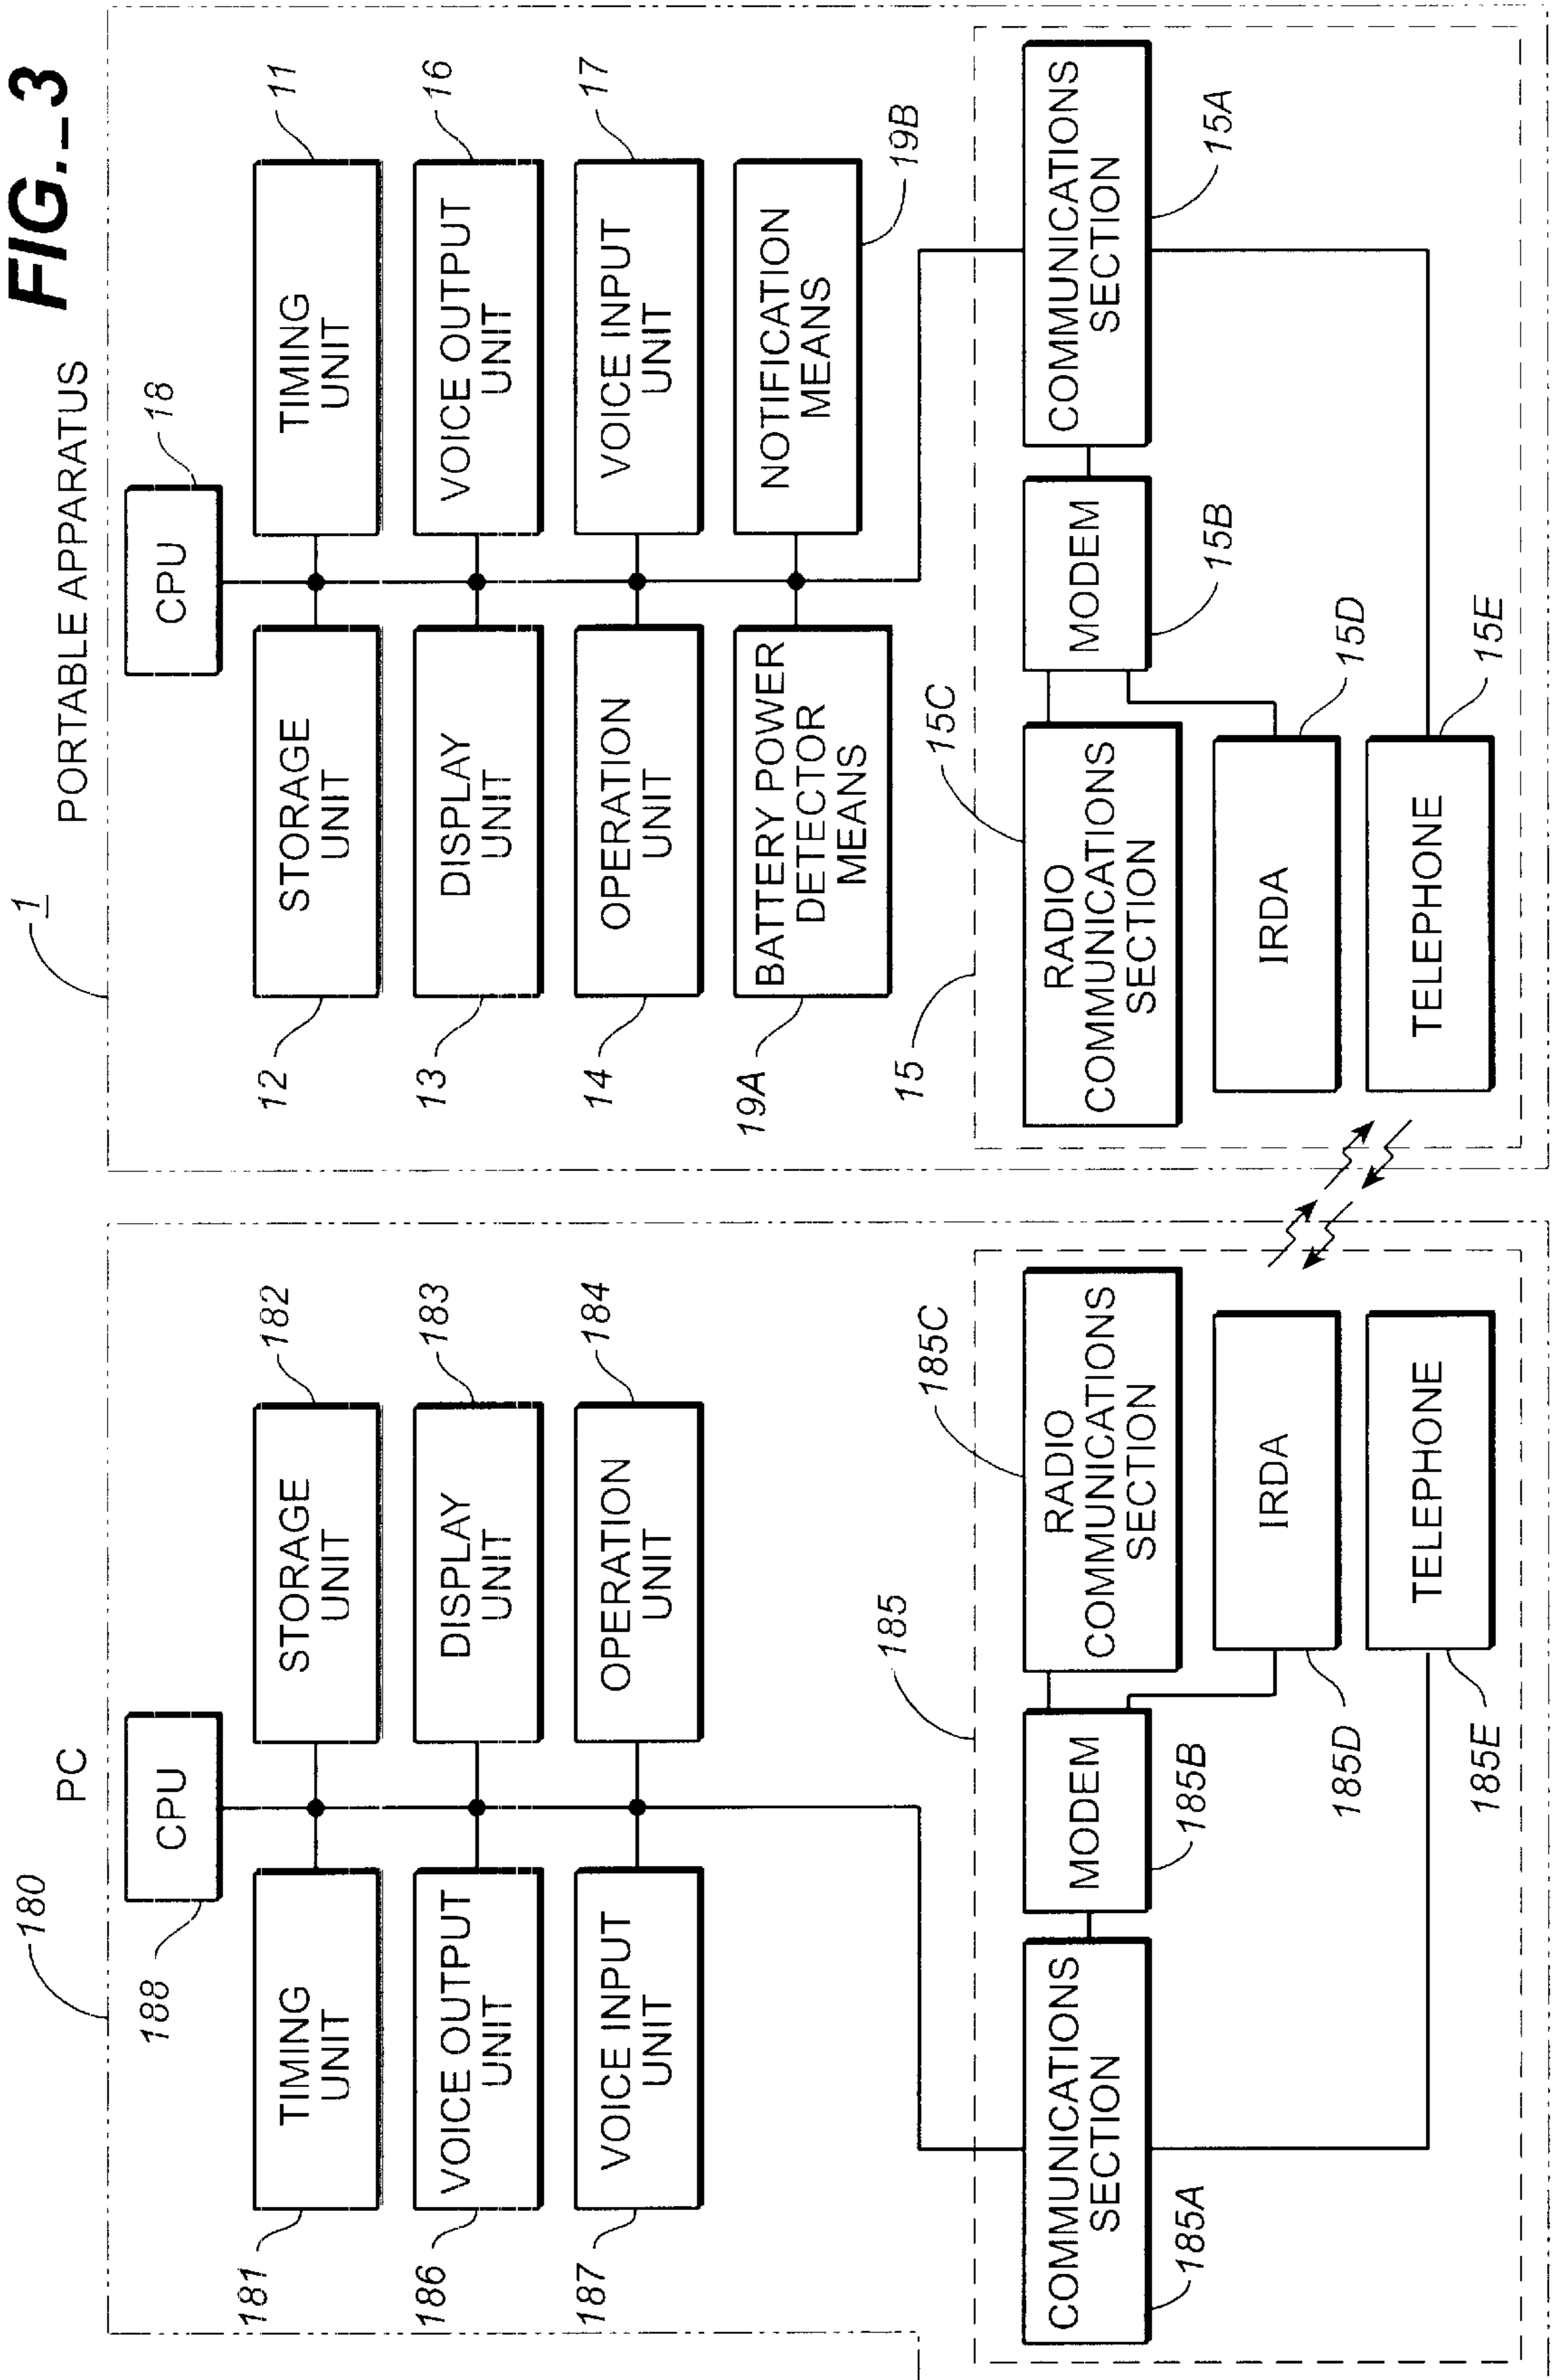 FIG._3
180
PC
1
PORTABLE APPARATUS
188
CPU
CPU
18
181
TIMING
UNIT
STORAGE
UNIT
182
186
VOICE OUTPUT
UNIT
DISPLAY
UNIT
183
187
VOICE INPUT
UNIT
OPERATION
UNIT
184
185
185C
185A
COMMUNICATIONS
SECTION
MODEM
185B
RADIO
COMMUNICATIONS
SECTION
IRDA
185D
TELEPHONE
185E
12
STORAGE
UNIT
TIMING
UNIT
11
13
DISPLAY
UNIT
VOICE OUTPUT
UNIT
16
14
OPERATION
UNIT
VOICE INPUT
UNIT
17
19A
BATTERY POWER
DETECTOR
MEANS
NOTIFICATION
MEANS
19B
15
15C
RADIO
COMMUNICATIONS
SECTION
MODEM
15B
COMMUNICATIONS
SECTION
15A
IRDA
15D
TELEPHONE
15E